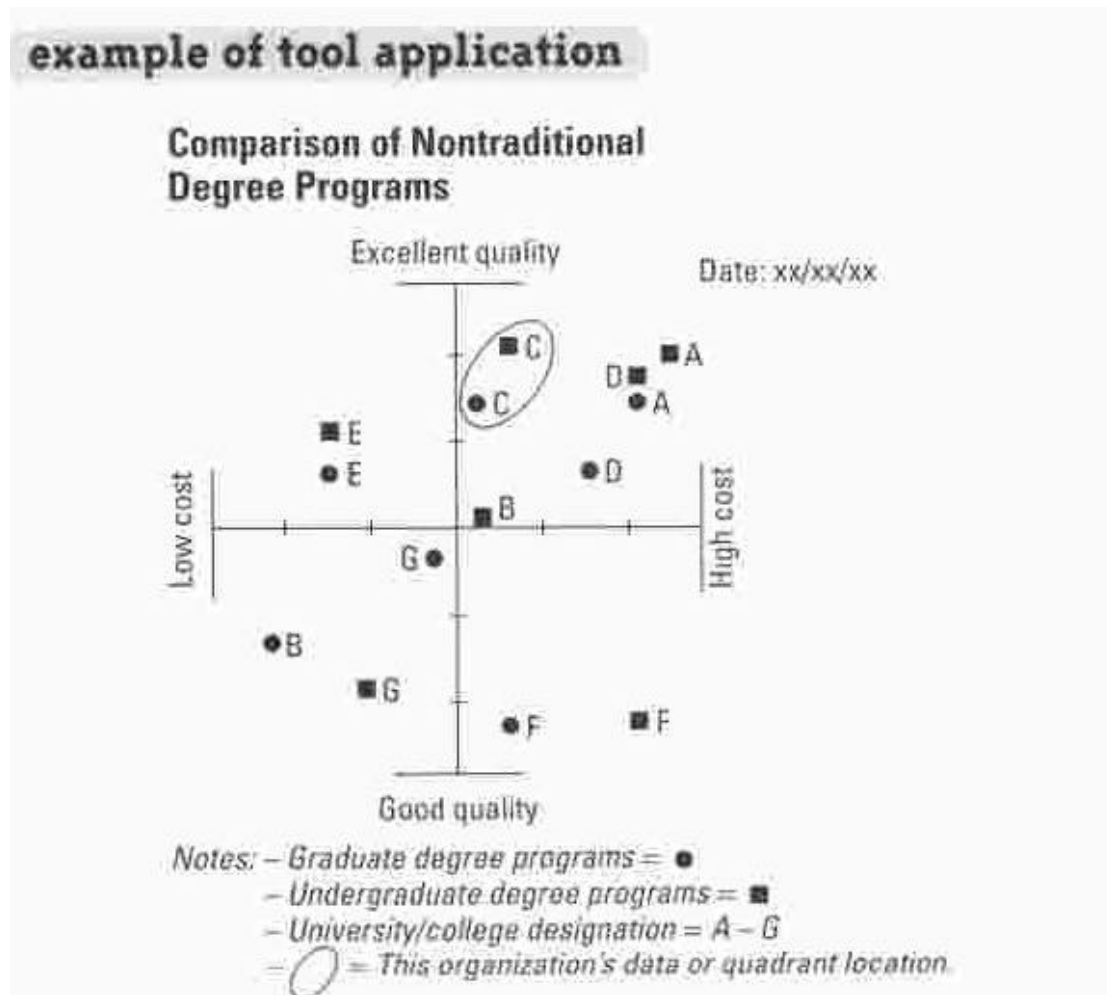 example of tool application
Comparison of Nontraditional
Degree Programs
Excellent quality
Date: xx/xx/xx
C
A
D
C
A
E
E
D
B
Low cost
High cost
G
B
G
F
F
Good quality
Notes: – Graduate degree programs = ●
– Undergraduate degree programs = ■
– University/college designation = A – G
– = This organization's data or quadrant location.